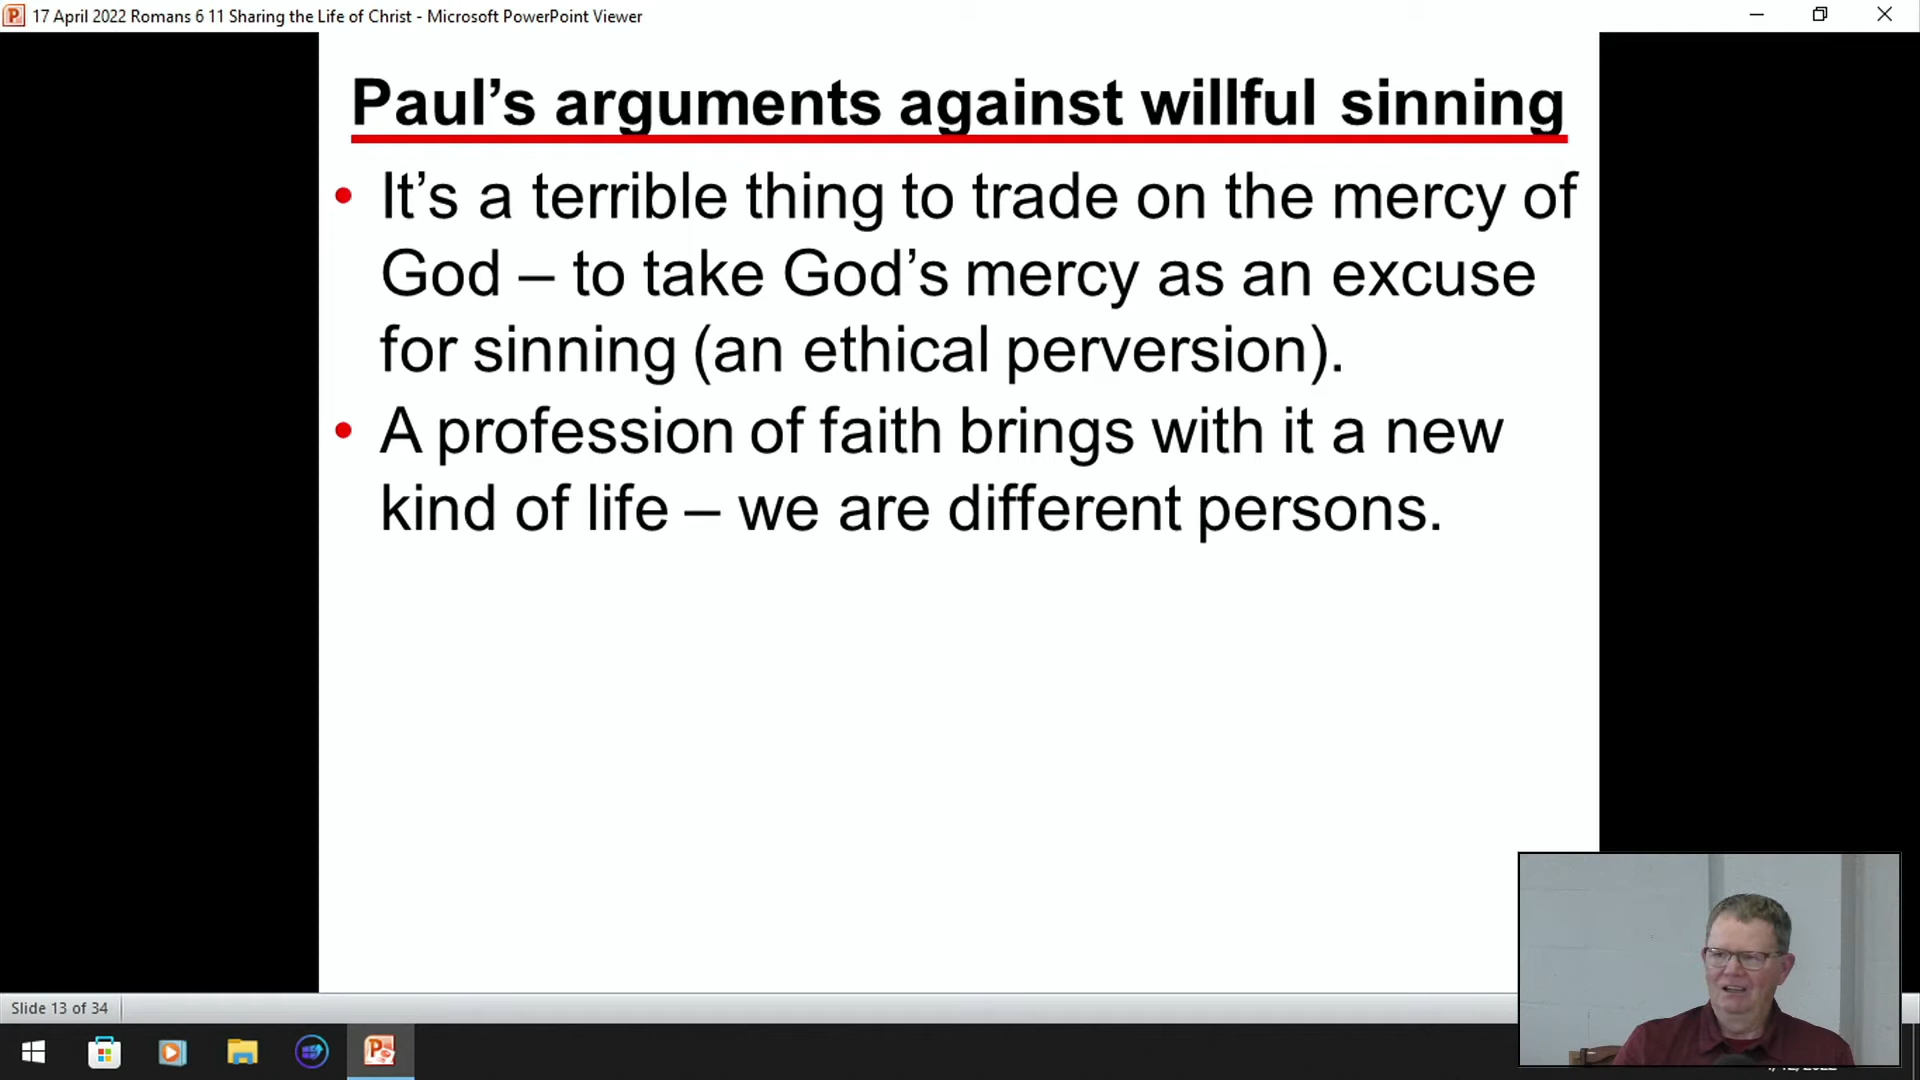 17 April 2022 Romans 6 11 Sharing the Life of Christ - Microsoft PowerPoint Viewer
Paul’s arguments against willful sinning
• It’s a terrible thing to trade on the mercy of
God – to take God’s mercy as an excuse
for sinning (an ethical perversion).
• A profession of faith brings with it a new
kind of life – we are different persons.
Slide 13 of 34